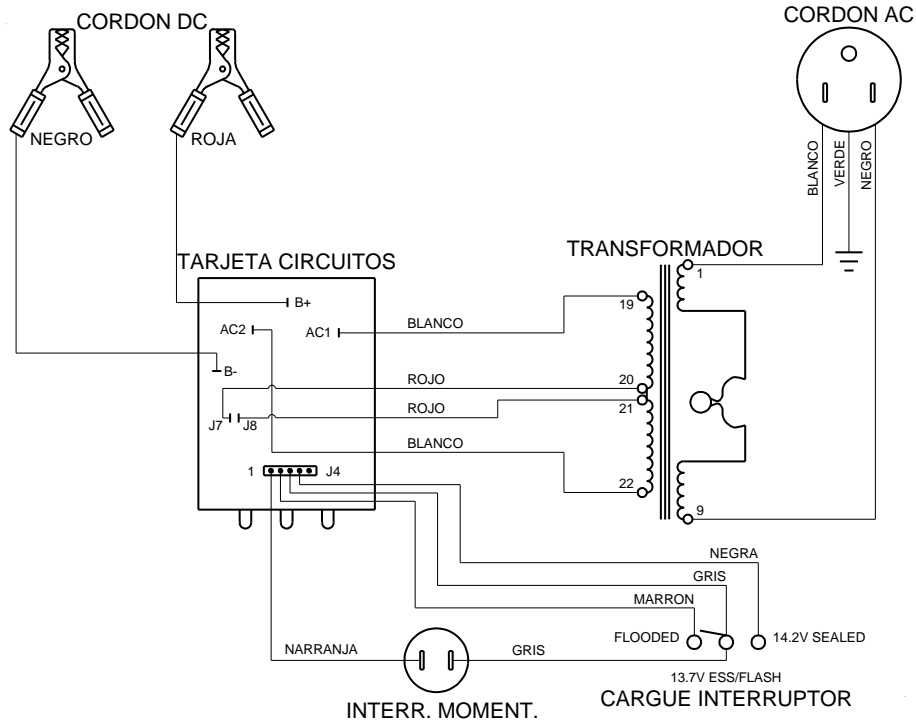 CORDON DC
CORDON AC
NEGRO
ROJA
BLANCO
VERDE
NEGRO
TARJETA CIRCUITOS
TRANSFORMADOR
1
B+
19
AC2
AC1
BLANCO
B-
ROJO
20
ROJO
21
J7
J8
BLANCO
1
J4
22
9
NEGRA
GRIS
MARRON
FLOODED
14.2V SEALED
NARRANJA
GRIS
13.7V ESS/FLASH
CARGUE INTERRUPTOR
INTERR. MOMENT.